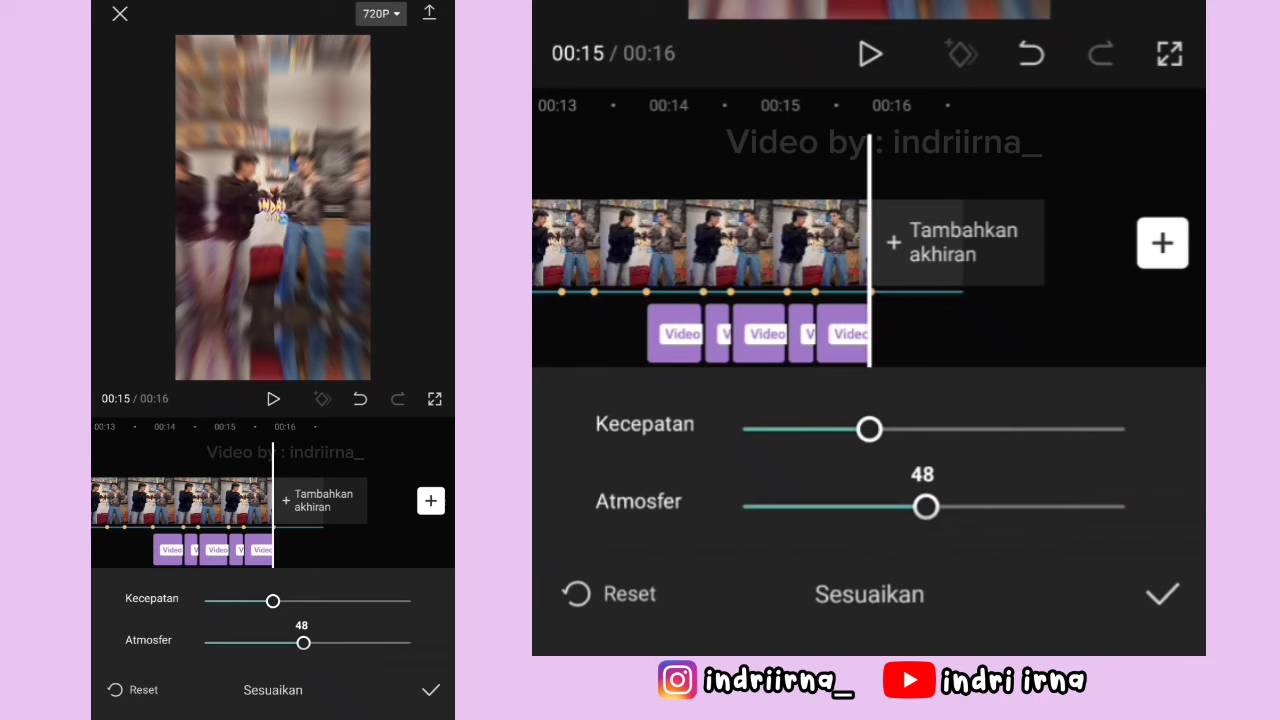 720P
00:15 / 00:16
00:13
00:14
00:15
00:16
Video by : indriirna_
+ Tambahkan
akhiran
+
Video
V
Video
V
Video
Kecepatan
48
Atmosfer
Reset
Sesuaikan
00:15 / 00:16
00:13
00:14
00:15
00:16
Video by : indriirna_
+ Tambahkan
akhiran
+
Video
V
Video
V
Video
Kecepatan
48
Atmosfer
Reset
Sesuaikan
indriirna_
indri irna